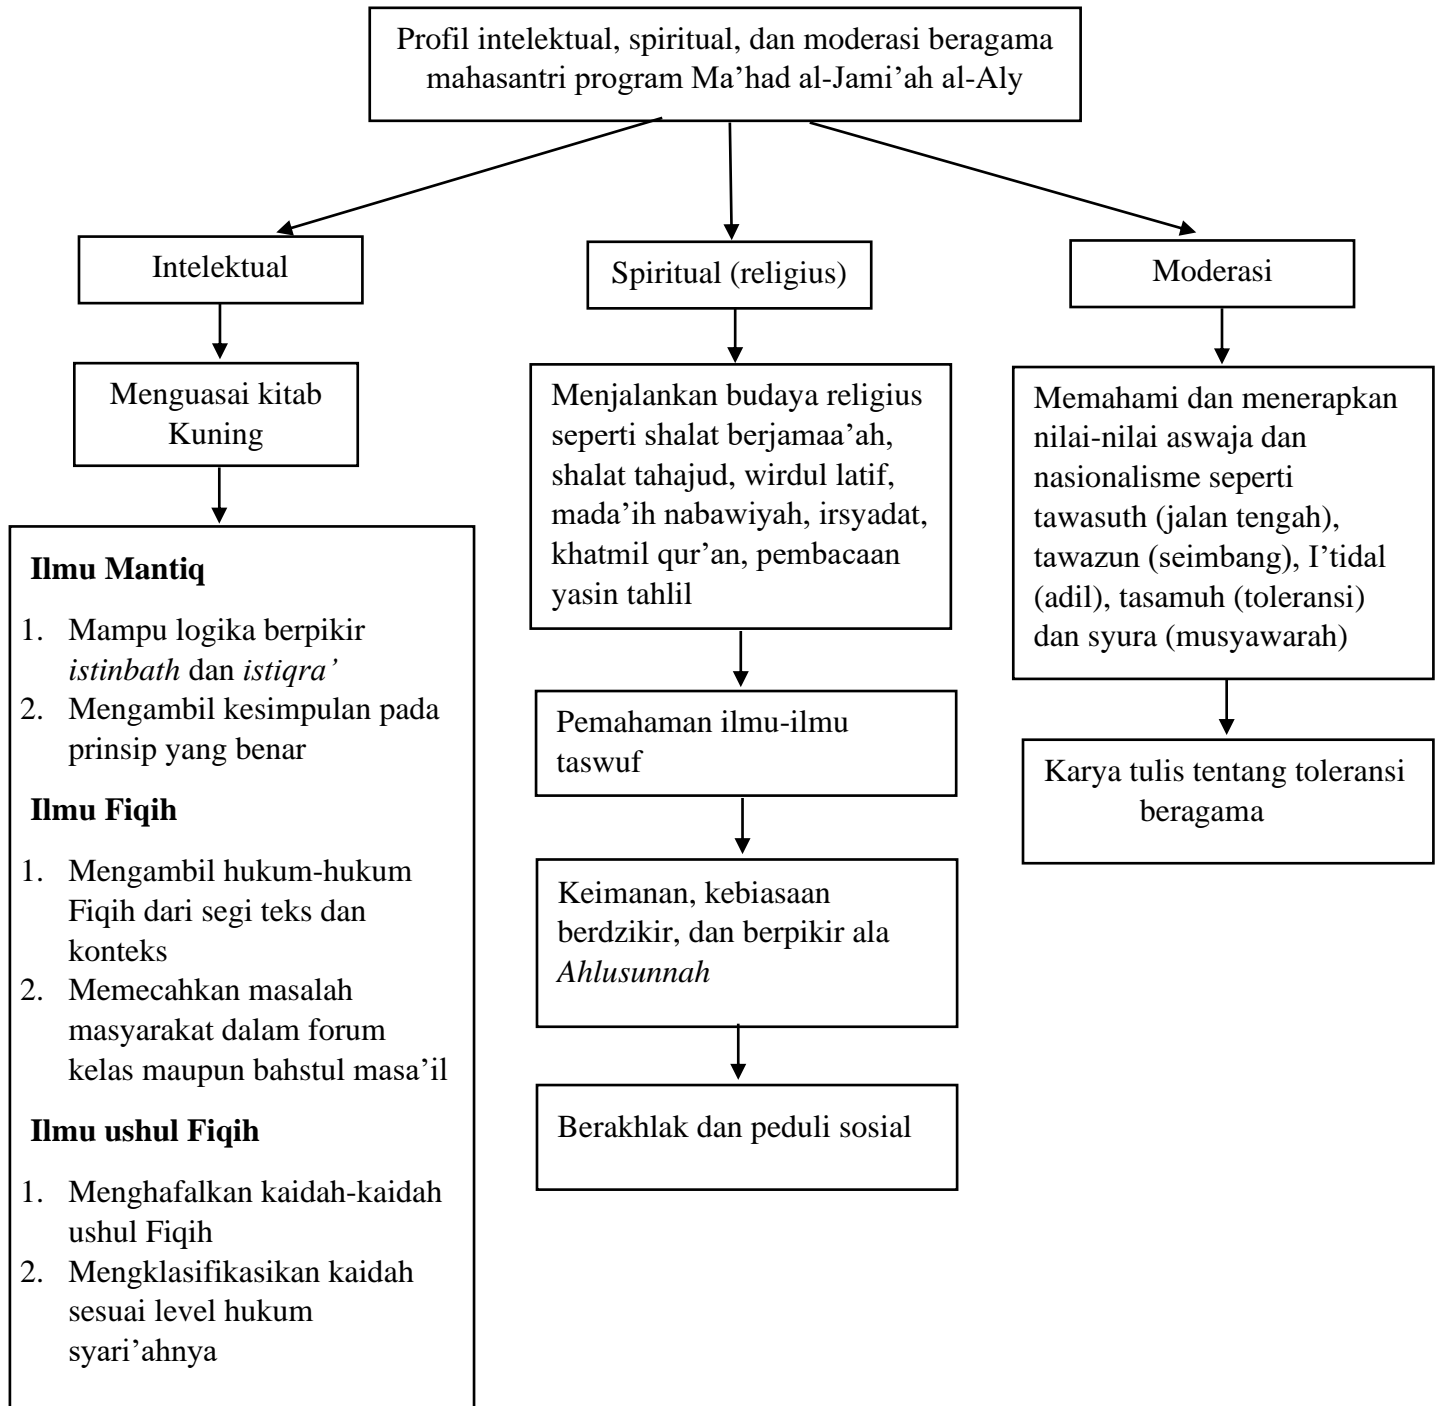 Profil intelektual, spiritual, dan moderasi beragama
mahasantri program Ma’had al-Jami’ah al-Aly
Intelektual
Menguasai kitab
Kuning
Ilmu Mantiq
1. Mampu logika berpikir
istinbath dan istiqra’
2. Mengambil kesimpulan pada
prinsip yang benar
Ilmu Fiqih
1. Mengambil hukum-hukum
Fiqih dari segi teks dan
konteks
2. Memecahkan masalah
masyarakat dalam forum
kelas maupun bahstul masa’il
Ilmu ushul Fiqih
1. Menghafalkan kaidah-kaidah
ushul Fiqih
2. Mengklasifikasikan kaidah
sesuai level hukum
syari’ahnya
Spiritual (religius)
Menjalankan budaya religius
seperti shalat berjamaa’ah,
shalat tahajud, wirdul latif,
mada’ih nabawiyah, irsyadat,
khatmil qur’an, pembacaan
yasin tahlil
Pemahaman ilmu-ilmu
taswuf
Keimanan, kebiasaan
berdzikir, dan berpikir ala
Ahlusunnah
Berakhlak dan peduli sosial
Moderasi
Memahami dan menerapkan
nilai-nilai aswaja dan
nasionalisme seperti
tawasuth (jalan tengah),
tawazun (seimbang), I’tidal
(adil), tasamuh (toleransi)
dan syura (musyawarah)
Karya tulis tentang toleransi
beragama